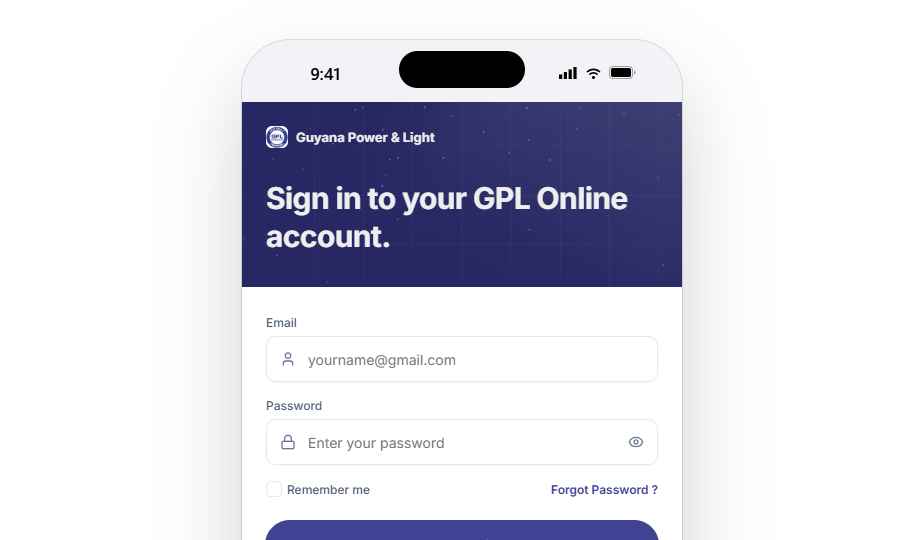 9:41
GPL
Guyana Power & Light
Sign in to your GPL Online
account.
Email
yourname@gmail.com
Password
Enter your password
Remember me
Forgot Password ?